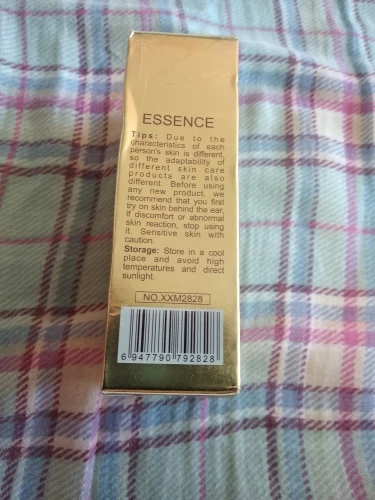 ESSENCE
Tips: Due to the
characteristics of each
person's skin is different,
so the adaptability of
different skin care
products are also
different. Before using
any new product, we
recommend that you first
try on skin behind the ear,
if discomfort or abnormal
skin reaction, stop using
it. Sensitive skin with
caution.
Storage: Store in a cool
place and avoid high
temperatures and direct
sunlight.
NO.XXM2828
6 947790 792828